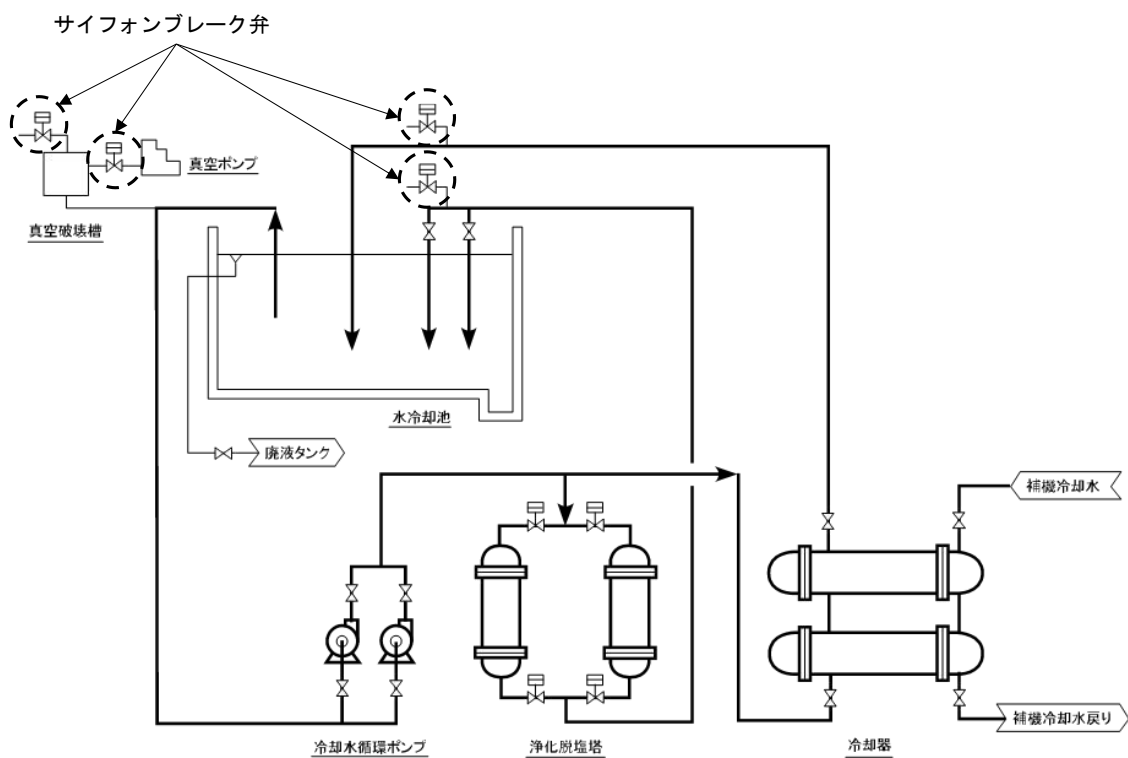 サイフォンブレーク弁
真空ポンプ
真空破壊槽
水冷却池
廃液タンク
補機冷却水
補機冷却水戻り
冷却水循環ポンプ
浄化脱塩塔
冷却器